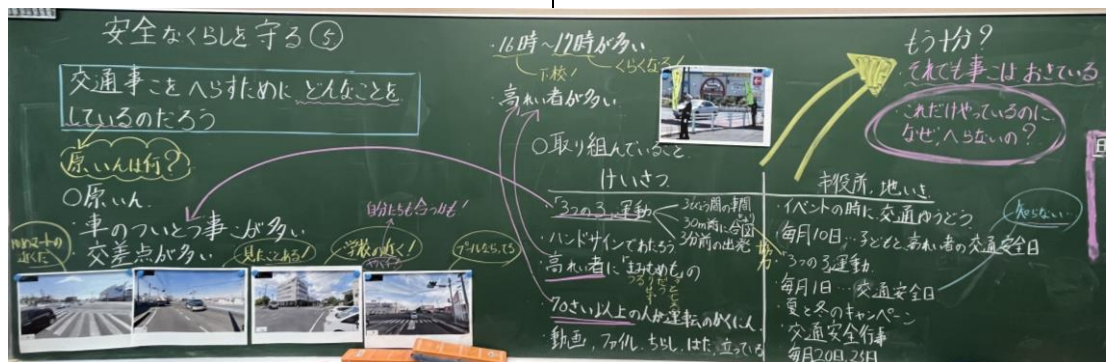 安全なくらしを守る⑤
交通事こをへらすためにどんなことを
しているのだろう
原いんは何？
○原いん
・車のついとつ事こが多い
・交差点が多い
見たことある！
学校の近く！
自分たちも合うかも！
・16時～17時が多い
下校！
くらくなる！
・高れい者が多い
○取り組んでいること
けいさつ
・「3つの3」運動
3びょう間の車間
30m前に合図
3分前の出発
・ハンドサインでわたろう
・高れい者に「まみむめも」の
・70さい以上の人が運転のかくにん
・動画、ファイル、ちらし、はた、立っている
市役所、地いき
・イベントの時に交通ゆうどう
・毎月10日…子どもと高れい者の交通安全日
・3つの3運動
・毎月1日…交通安全日
・夏と冬のキャンペーン
・交通安全行事
毎月20日、25日
知らない…
もう十分？
それでも事こはおきている
これだけやっているのに
なぜ、へらないの？